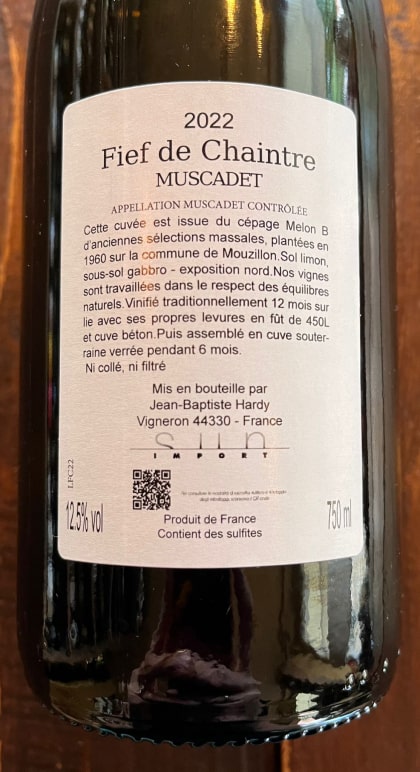 2022
Fief de Chaintre
MUSCADET
APPELLATION MUSCADET CONTRÔLÉE
Cette cuvée est issue du cépage Melon B
d'anciennes sélections massales, plantées en
1960 sur la commune de Mouzillon.Sol limon,
sous-sol gabbro - exposition nord.Nos vignes
sont travaillées dans le respect des équilibres
naturels.Vinifié traditionnellement 12 mois sur
lie avec ses propres levures en fût de 450L
et cuve béton.Puis assemblé en cuve souter-
raine verrée pendant 6 mois.
Ni collé, ni filtré
Mis en bouteille par
Jean-Baptiste Hardy
Vigneron 44330 - France
sun
IMPORT
LFC22
12.5% vol
750 ml
Produit de France
Contient des sulfites